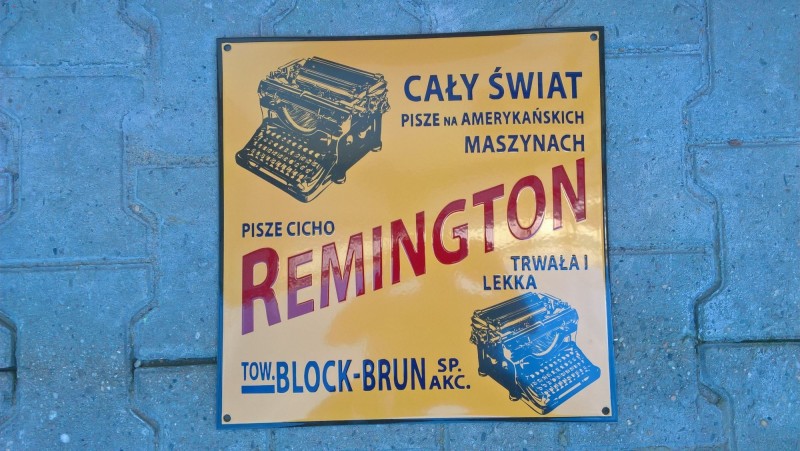 CAŁY ŚWIAT
PISZE NA AMERYKAŃSKICH
MASZYNACH
PISZE CICHO
REMINGTON
TRWAŁA I
LEKKA
TOW. BLOCK-BRUN SP. AKC.